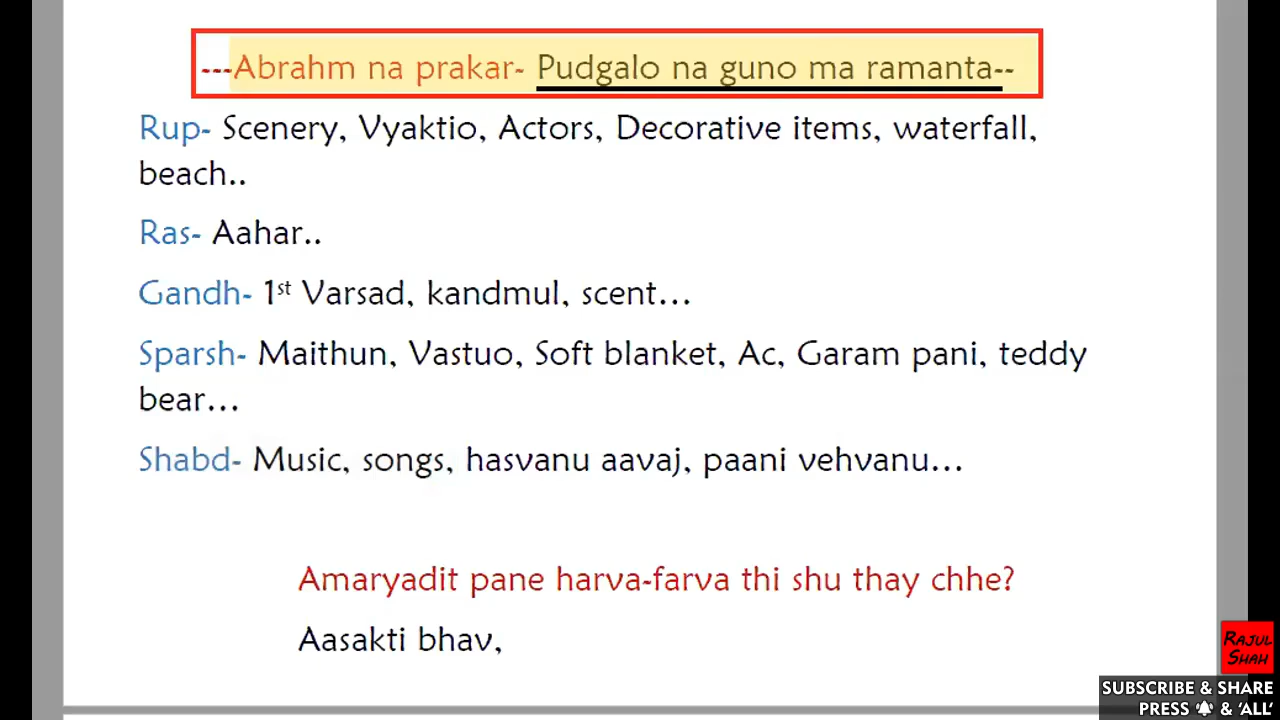 ---Abrahm na prakar- Pudgalo na guno ma ramanta--
Rup- Scenery, Vyaktio, Actors, Decorative items, waterfall,
beach..
Ras- Aahar..
Gandh- 1st Varsad, kandmul, scent...
Sparsh- Maithun, Vastuo, Soft blanket, Ac, Garam pani, teddy
bear...
Shabd- Music, songs, hasvanu aavaj, paani vehvanu...
Amaryadit pane harva-farva thi shu thay chhe?
Aasakti bhav,
RAJUL
SHAH
SUBSCRIBE & SHARE
PRESS 🔔 & 'ALL'